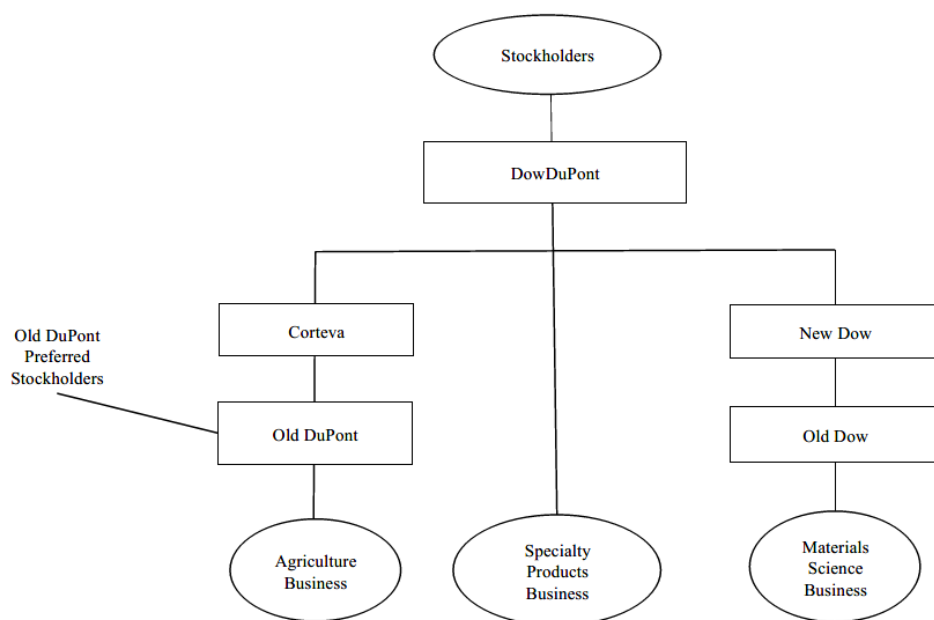 Stockholders
DowDuPont
Corteva
New Dow
Old DuPont
Preferred
Stockholders
Old DuPont
Old Dow
Agriculture
Business
Specialty
Products
Business
Materials
Science
Business